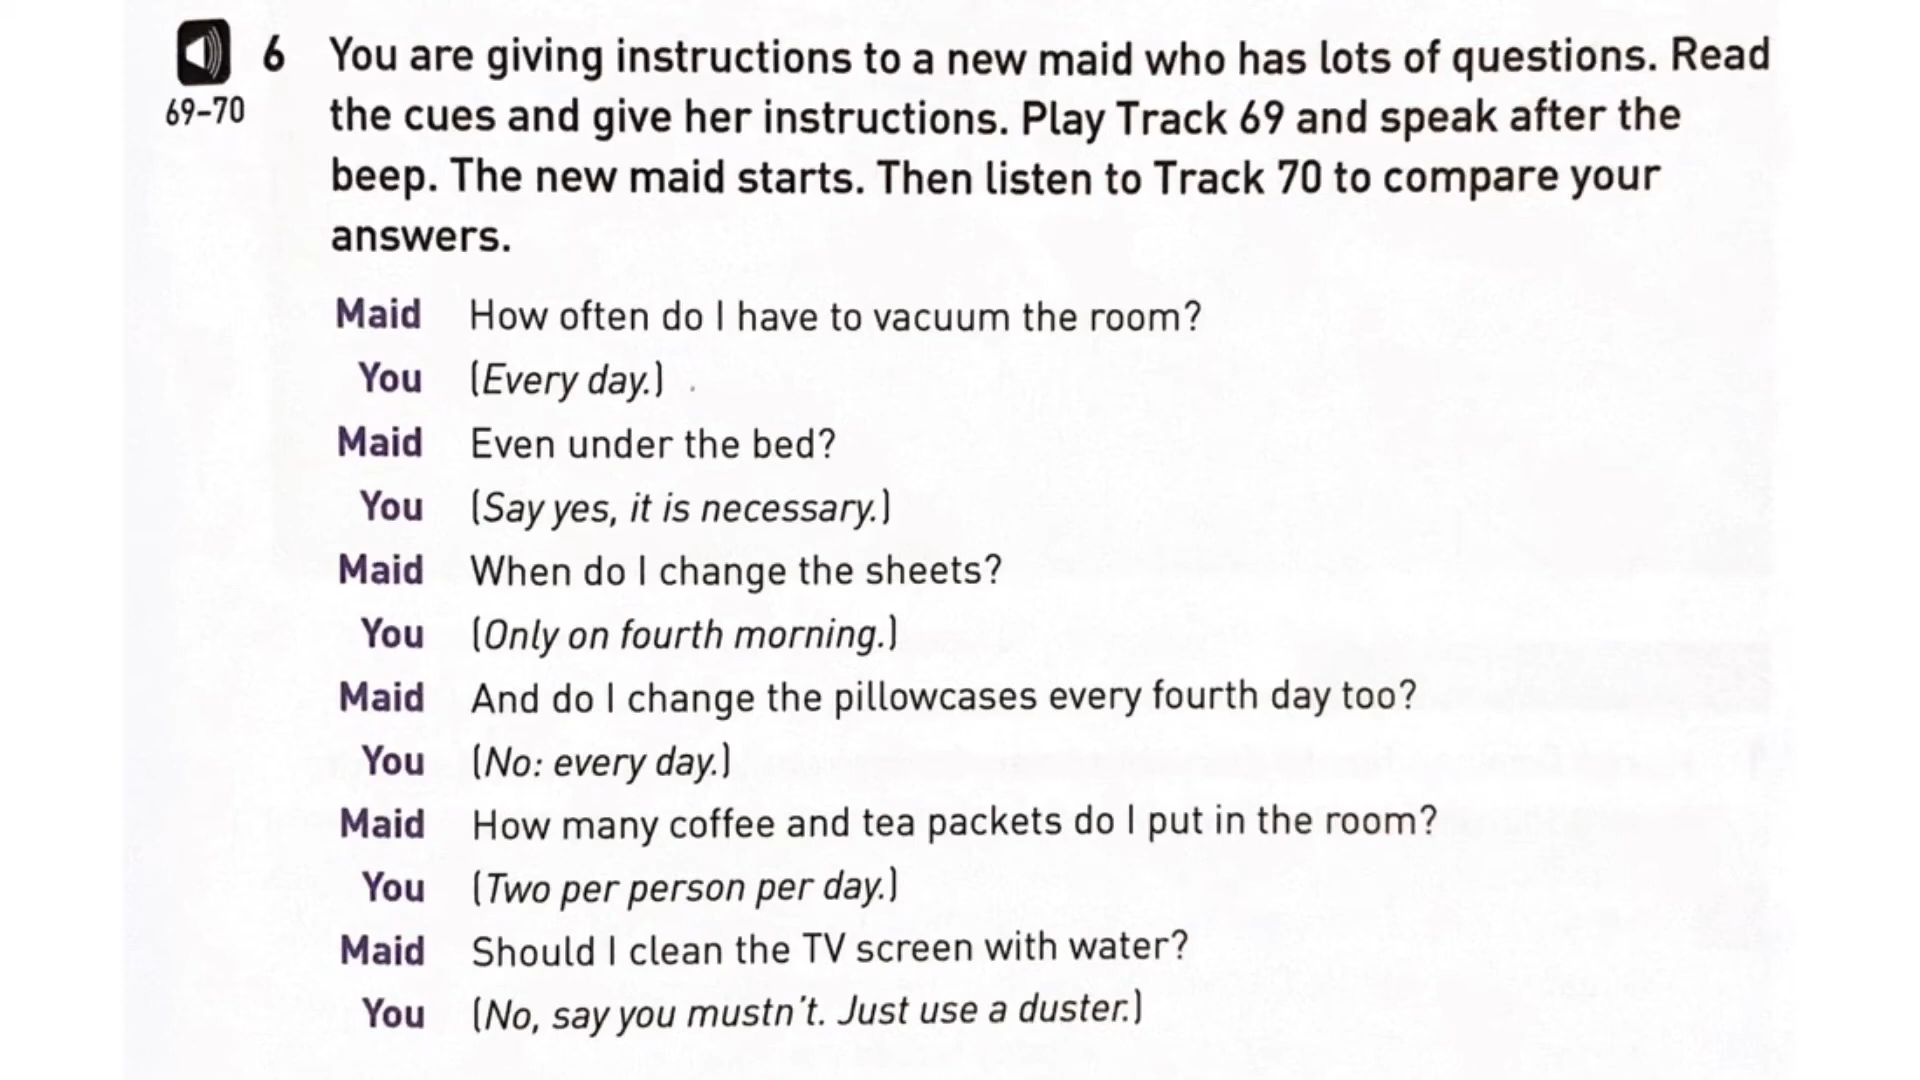 6 You are giving instructions to a new maid who has lots of questions. Read
69-70 the cues and give her instructions. Play Track 69 and speak after the
beep. The new maid starts. Then listen to Track 70 to compare your
answers.
Maid How often do I have to vacuum the room?
You (Every day.)
Maid Even under the bed?
You (Say yes, it is necessary.)
Maid When do I change the sheets?
You (Only on fourth morning.)
Maid And do I change the pillowcases every fourth day too?
You (No: every day.)
Maid How many coffee and tea packets do I put in the room?
You (Two per person per day.)
Maid Should I clean the TV screen with water?
You (No, say you mustn't. Just use a duster.)